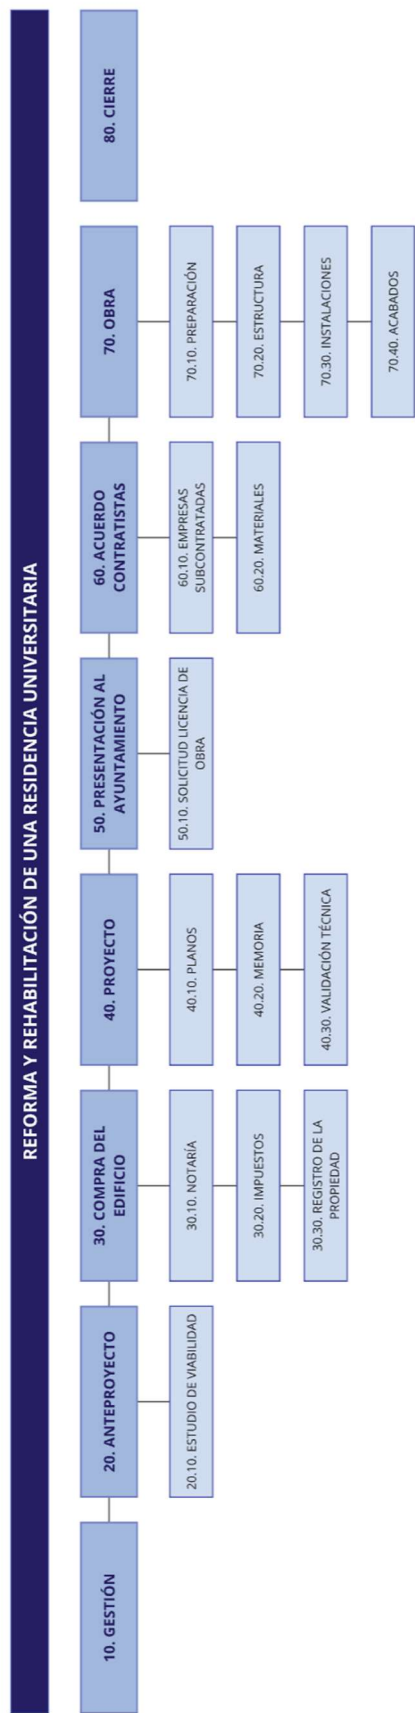 REFORMA Y REHABILITACIÓN DE UNA RESIDENCIA UNIVERSITARIA
10. GESTIÓN
20. ANTEPROYECTO
20.10. ESTUDIO DE VIABILIDAD
30. COMPRA DEL
EDIFICIO
30.10. NOTARÍA
30.20. IMPUESTOS
30.30. REGISTRO DE LA
PROPIEDAD
40. PROYECTO
40.10. PLANOS
40.20. MEMORIA
40.30. VALIDACIÓN TÉCNICA
50. PRESENTACIÓN AL
AYUNTAMIENTO
50.10. SOLICITUD LICENCIA DE
OBRA
60. ACUERDO
CONTRATISTAS
60.10. EMPRESAS
SUBCONTRATADAS
60.20. MATERIALES
70. OBRA
70.10. PREPARACIÓN
70.20. ESTRUCTURA
70.30. INSTALACIONES
70.40. ACABADOS
80. CIERRE